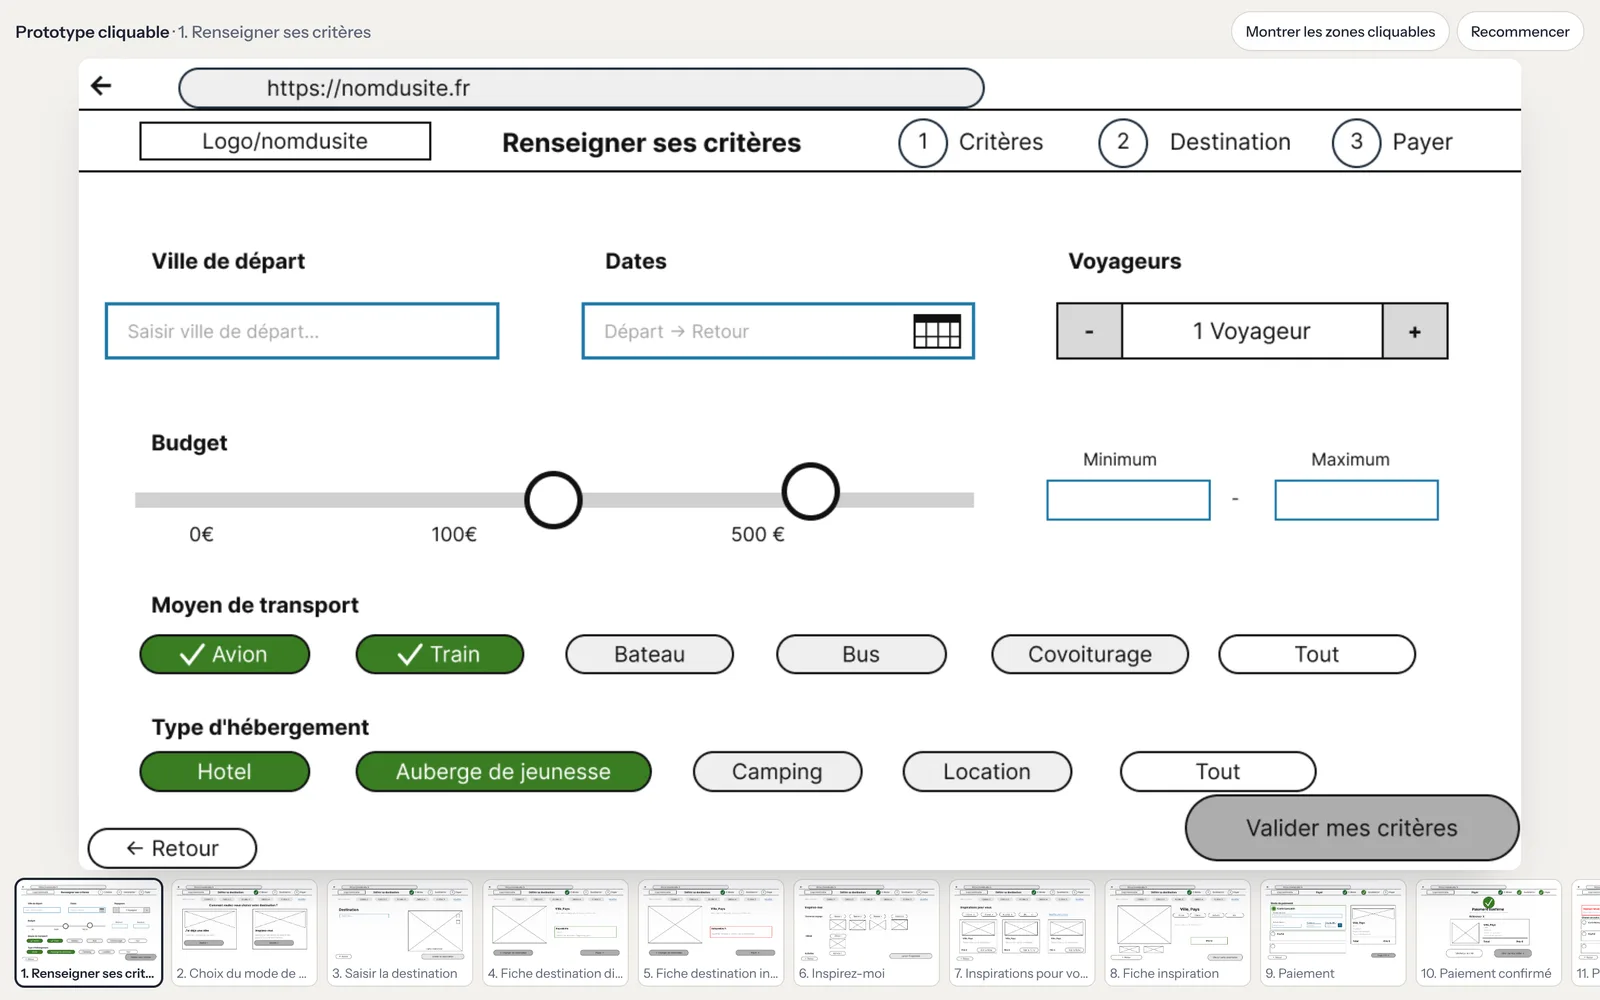 Prototype cliquable · 1. Renseigner ses critères
Montrer les zones cliquables
Recommencer
https://nomdusite.fr
Logo/nomdusite
Renseigner ses critères
1 Critères
2 Destination
3 Payer
Ville de départ
Dates
Voyageurs
Saisir ville de départ...
Départ → Retour
- 1 Voyageur +
Budget
Minimum
Maximum
-
0€
100€
500 €
Moyen de transport
Avion
Train
Bateau
Bus
Covoiturage
Tout
Type d'hébergement
Hotel
Auberge de jeunesse
Camping
Location
Tout
Valider mes critères
← Retour
1. Renseigner ses crit...
2. Choix du mode de ...
3. Saisir la destination
4. Fiche destination di...
5. Fiche destination in...
6. Inspirez-moi
7. Inspirations pour vo...
8. Fiche inspiration
9. Paiement
10. Paiement confirmé
11. P